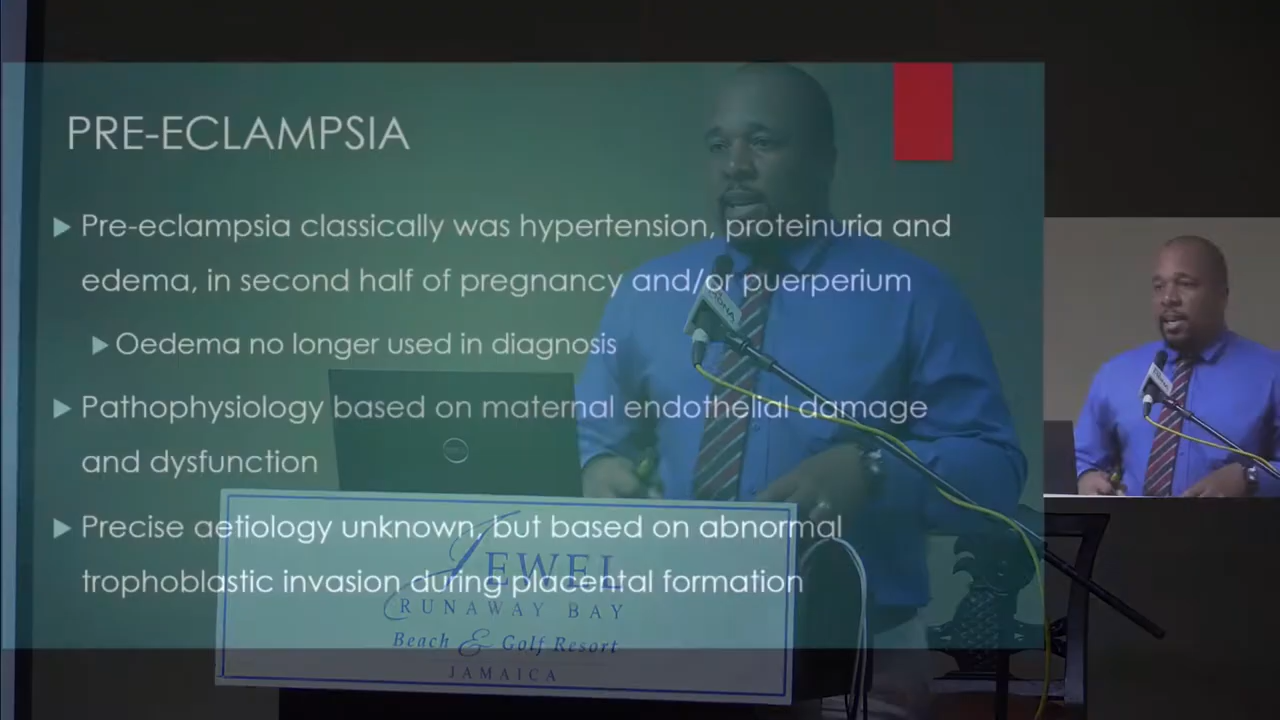 PRE-ECLAMPSIA
Pre-eclampsia classically was hypertension, proteinuria and
edema, in second half of pregnancy and/or puerperium
Oedema no longer used in diagnosis
Pathophysiology based on maternal endothelial damage
and dysfunction
Precise aetiology unknown, but based on abnormal
trophoblastic invasion during placental formation
JEWEL
RUNAWAY BAY
Beach & Golf Resort
JAMAICA